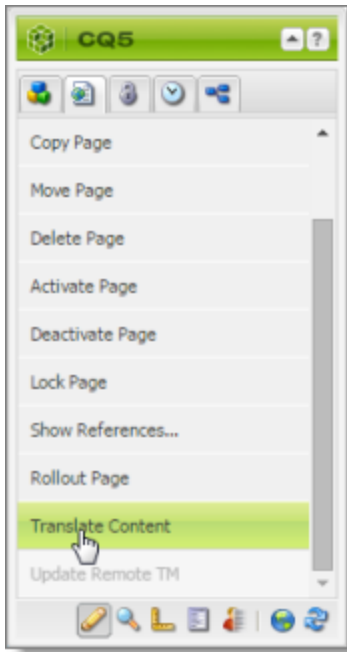 CQ5
?
Copy Page
Move Page
Delete Page
Activate Page
Deactivate Page
Lock Page
Show References...
Rollout Page
Translate Content
Update Remote TM